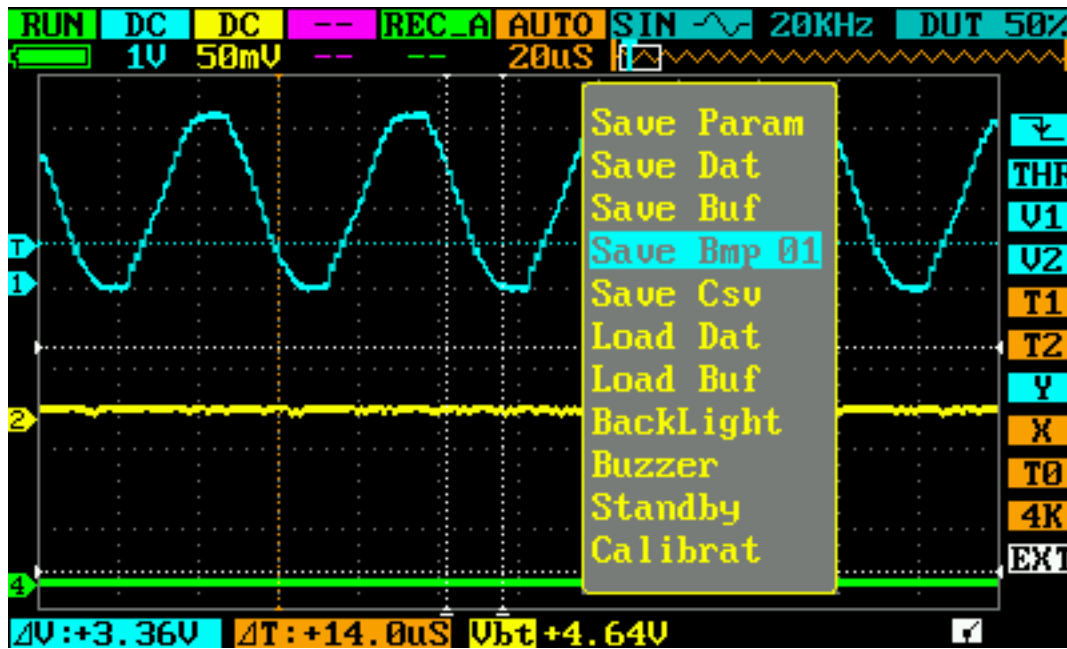 RUN DC DC -- REC_A AUTO SIN 20KHz DUT 50%
1V 50mV -- -- 20uS
Save Param
Save Dat
Save Buf
Save Bmp 01
Save Csv
Load Dat
Load Buf
BackLight
Buzzer
Standby
Calibrat
T
1
2
4
THR
V1
V2
T1
T2
Y
X
T0
4K
EXT
⊿V:+3.36V ⊿T:+14.0uS Vbt+4.64V